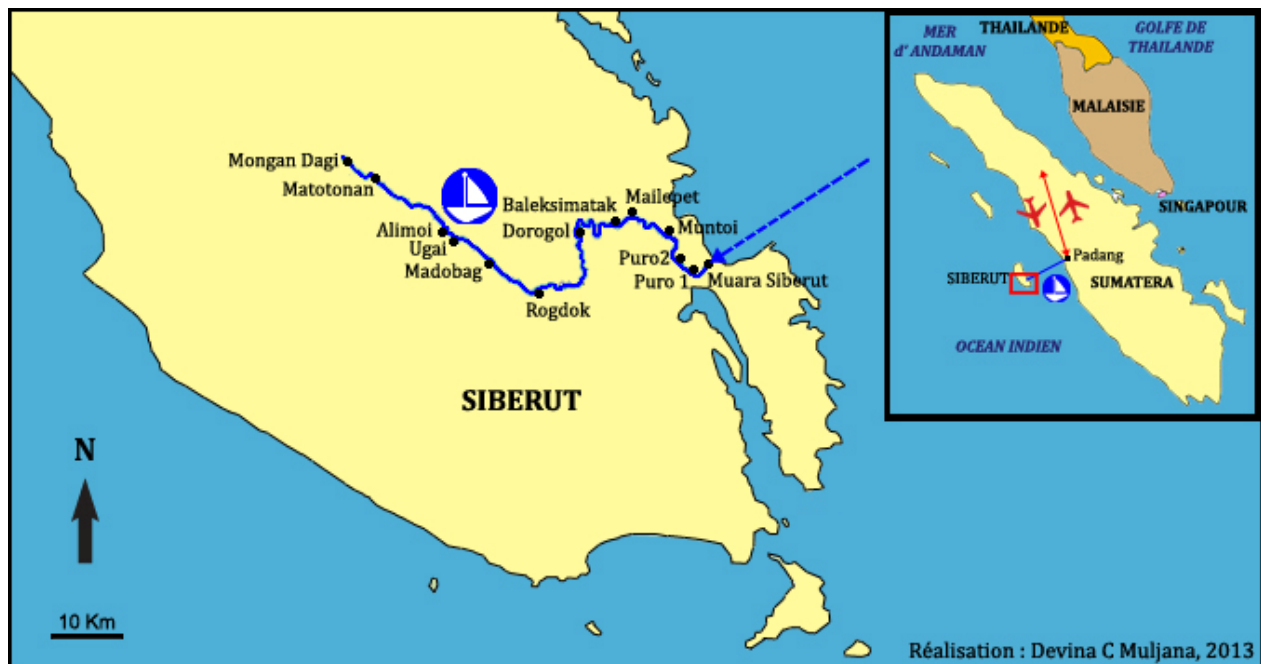 Mongan Dagi
Matotonan
Alimoi
Ugai
Madobag
Rogdok
Dorogol
Baleksimatak
Mailepet
Muntoi
Puro2
Puro 1
Muara Siberut
SIBERUT
N
10 Km
MER
d' ANDAMAN
THAILANDE
GOLFE DE
THAILANDE
MALAISIE
SINGAPOUR
Padang
SIBERUT
SUMATERA
OCEAN INDIEN
Réalisation : Devina C Muljana, 2013